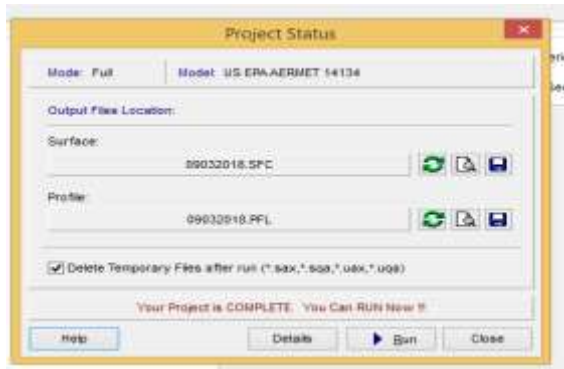 Project Status
Mode: Full
Model: US EPA-AERMET 14134
Output Files Location:
Surface:
09032018.SFC
Profile:
09032018.PFL
Delete Temporary Files after run (*.sax,*.sqa,*.uax,*.uqa)
Your Project is COMPLETE. You Can RUN Now !!
Help
Details
Run
Close